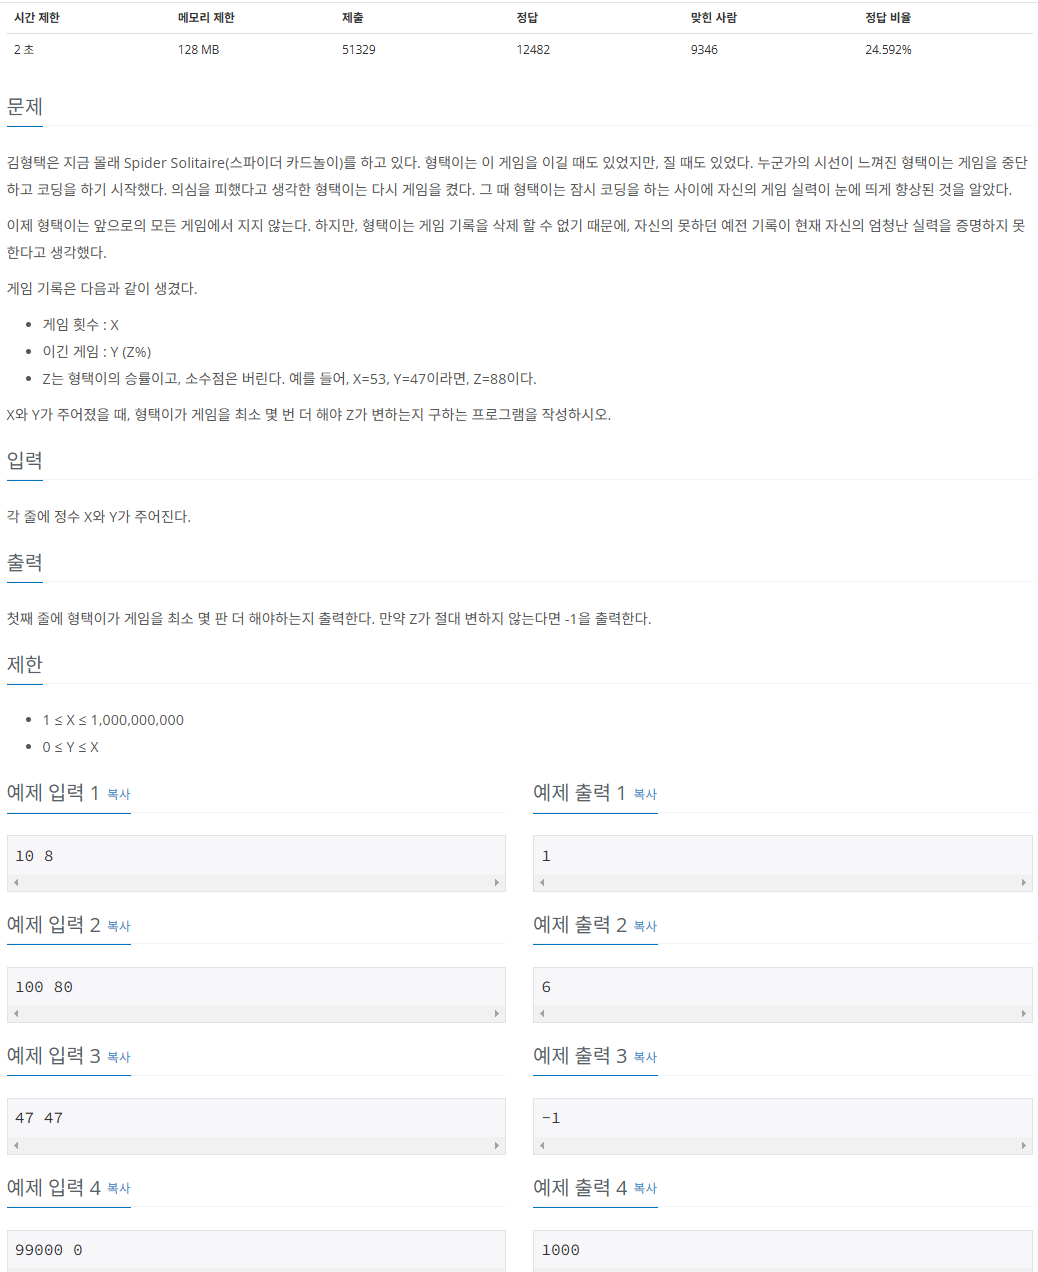 시간 제한 메모리 제한 제출 정답 맞힌 사람 정답 비율
2 초 128 MB 51329 12482 9346 24.592%
문제
김형택은 지금 몰래 Spider Solitaire(스파이더 카드놀이)를 하고 있다. 형택이는 이 게임을 이길 때도 있었지만, 질 때도 있었다. 누군가의 시선이 느껴진 형택이는 게임을 중단
하고 코딩을 하기 시작했다. 의심을 피했다고 생각한 형택이는 다시 게임을 켰다. 그 때 형택이는 잠시 코딩을 하는 사이에 자신의 게임 실력이 눈에 띄게 향상된 것을 알았다.
이제 형택이는 앞으로의 모든 게임에서 지지 않는다. 하지만, 형택이는 게임 기록을 삭제 할 수 없기 때문에, 자신의 못하던 예전 기록이 현재 자신의 엄청난 실력을 증명하지 못
한다고 생각했다.
게임 기록은 다음과 같이 생겼다.
• 게임 횟수 : X
• 이긴 게임 : Y (Z%)
• Z는 형택이의 승률이고, 소수점은 버린다. 예를 들어, X=53, Y=47이라면, Z=88이다.
X와 Y가 주어졌을 때, 형택이가 게임을 최소 몇 번 더 해야 Z가 변하는지 구하는 프로그램을 작성하시오.
입력
각 줄에 정수 X와 Y가 주어진다.
출력
첫째 줄에 형택이가 게임을 최소 몇 판 더 해야하는지 출력한다. 만약 Z가 절대 변하지 않는다면 -1을 출력한다.
제한
• 1 ≤ X ≤ 1,000,000,000
• 0 ≤ Y ≤ X
예제 입력 1 복사 예제 출력 1 복사
10 8 1
예제 입력 2 복사 예제 출력 2 복사
100 80 6
예제 입력 3 복사 예제 출력 3 복사
47 47 -1
예제 입력 4 복사 예제 출력 4 복사
99000 0 1000